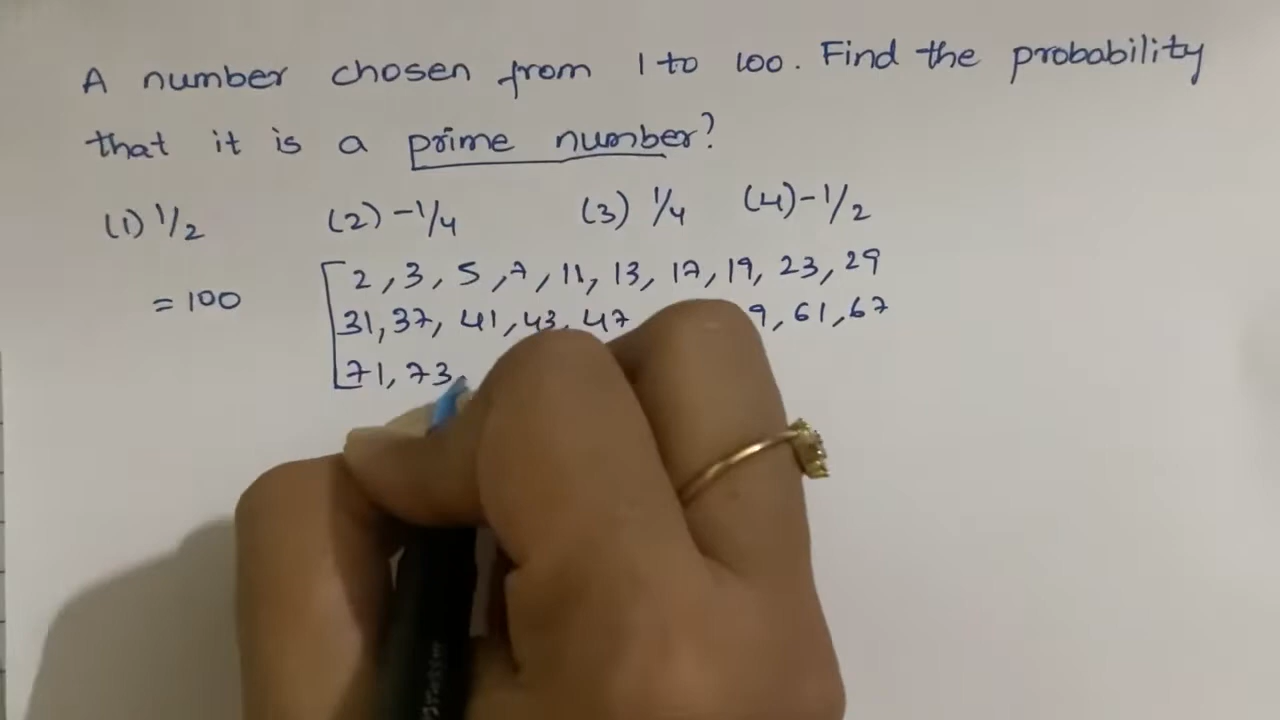 A number chosen from 1 to 100. Find the probability
that it is a prime number?
(1) 1/2 (2) -1/4 (3) 1/4 (4) -1/2
= 100
2, 3, 5, 7, 11, 13, 17, 19, 23, 29
31, 37, 41, 43, 47 9, 61, 67
71, 73,